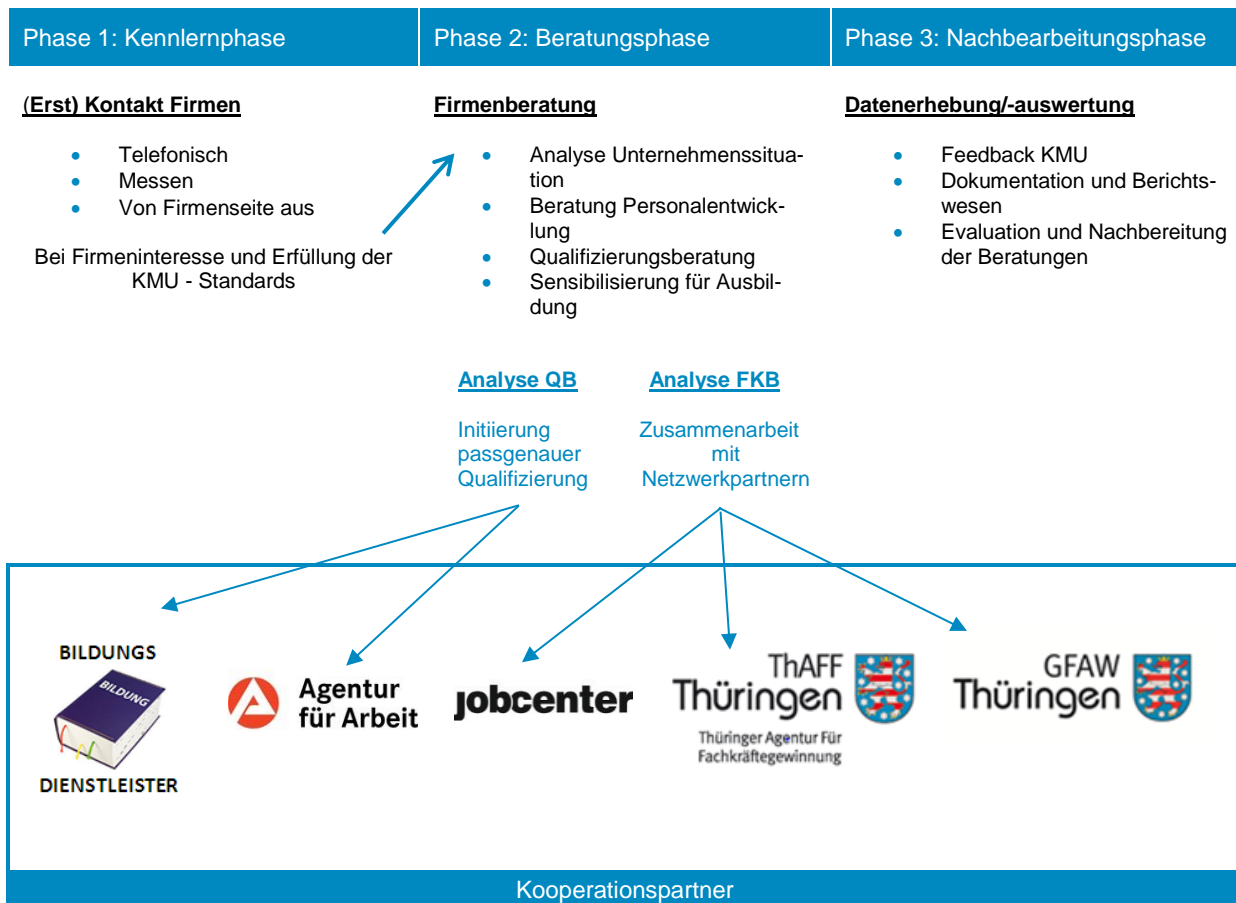 Phase 1: Kennlernphase
Phase 2: Beratungsphase
Phase 3: Nachbearbeitungsphase
(Erst) Kontakt Firmen
• Telefonisch
• Messen
• Von Firmenseite aus
Bei Firmeninteresse und Erfüllung der
KMU - Standards
Firmenberatung
• Analyse Unternehmenssitua-
tion
• Beratung Personalentwick-
lung
• Qualifizierungsberatung
• Sensibilisierung für Ausbil-
dung
Datenerhebung/-auswertung
• Feedback KMU
• Dokumentation und Berichts-
wesen
• Evaluation und Nachbereitung
der Beratungen
Analyse QB
Initiierung
passgenauer
Qualifizierung
Analyse FKB
Zusammenarbeit
mit
Netzwerkpartnern
BILDUNGS
BILDUNG
DIENSTLEISTER
Agentur
für Arbeit
jobcenter
ThAFF
Thüringen
Thüringer Agentur Für
Fachkräftegewinnung
GFAW
Thüringen
Kooperationspartner